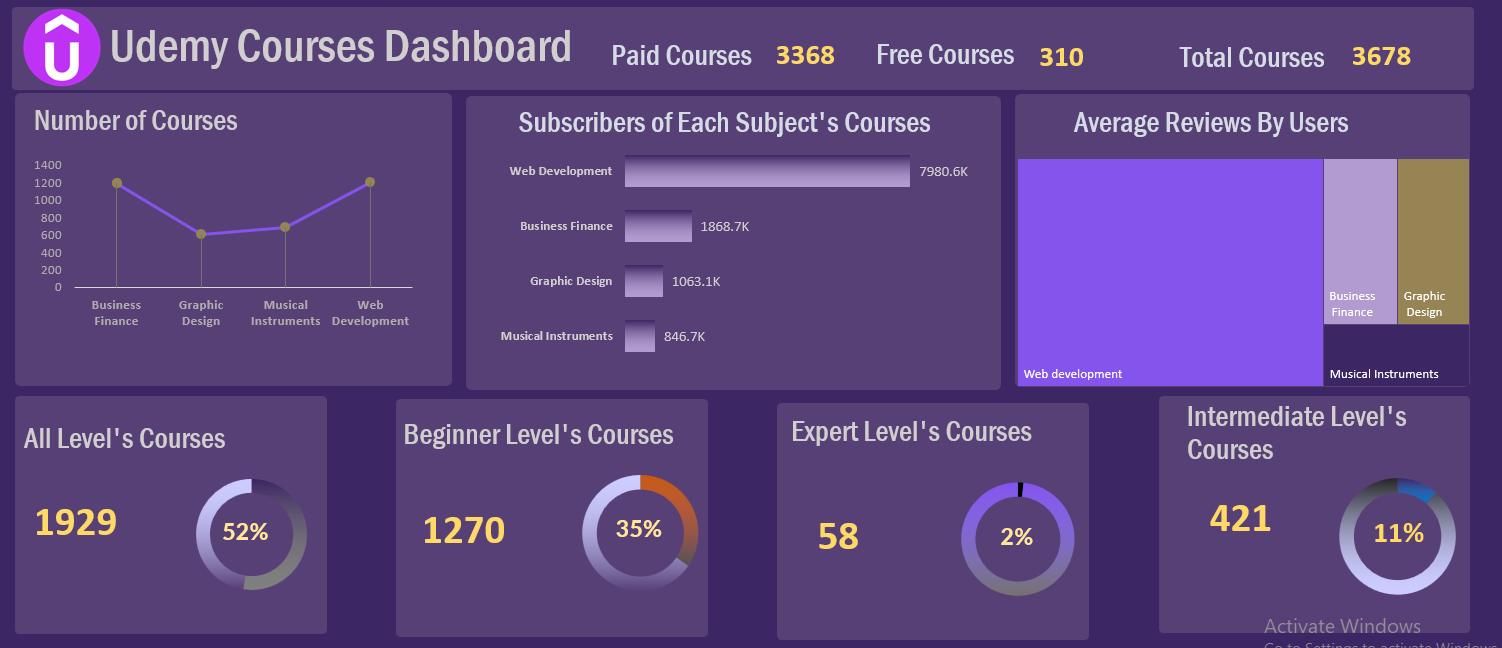 Udemy Courses Dashboard
Paid Courses 3368
Free Courses 310
Total Courses 3678
Number of Courses
1400
1200
1000
800
600
400
200
0
Business
Finance
Graphic
Design
Musical
Instruments
Web
Development
Subscribers of Each Subject's Courses
Web Development 7980.6K
Business Finance 1868.7K
Graphic Design 1063.1K
Musical Instruments 846.7K
Average Reviews By Users
Web development
Business
Finance
Graphic
Design
Musical Instruments
All Level's Courses
1929
52%
Beginner Level's Courses
1270
35%
Expert Level's Courses
58
2%
Intermediate Level's
Courses
421
11%
Activate Windows
Go to Settings to activate Windows